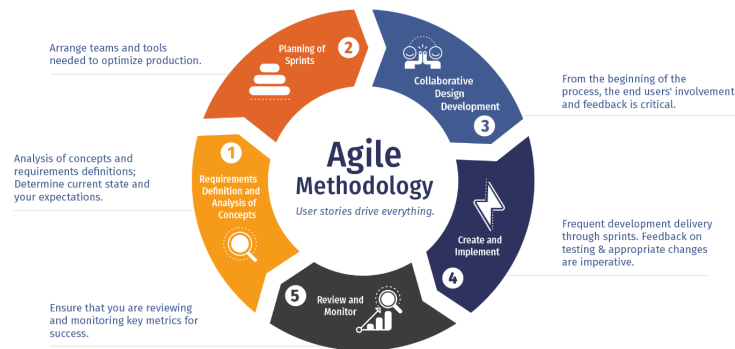 Agile
Methodology
User stories drive everything.
1
Requirements
Definition and
Analysis of
Concepts
Analysis of concepts and
requirements definitions;
Determine current state and
your expectations.
2
Planning of
Sprints
Arrange teams and tools
needed to optimize production.
Collaborative
Design
Development
3
From the beginning of the
process, the end users' involvement
and feedback is critical.
Create and
Implement
4
Frequent development delivery
through sprints. Feedback on
testing & appropriate changes
are imperative.
5
Review and
Monitor
Ensure that you are reviewing
and monitoring key metrics for
success.